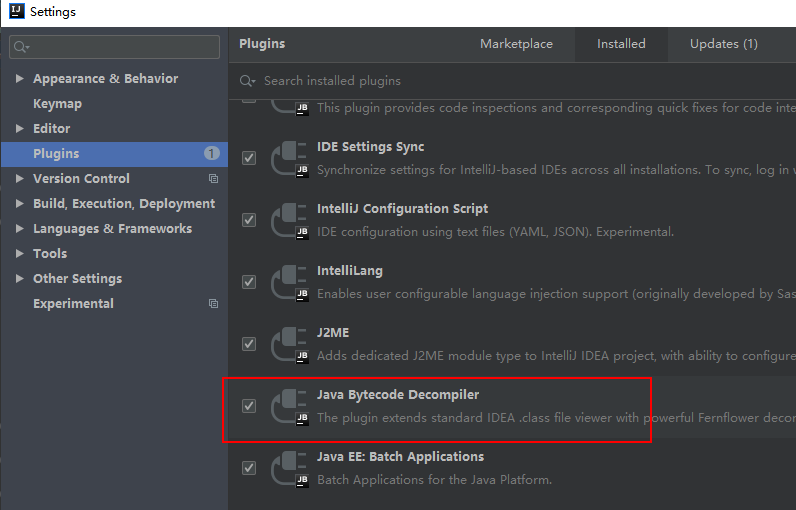 Settings
Plugins
Marketplace
Installed
Updates (1)
Search installed plugins
Appearance & Behavior
Keymap
Editor
Plugins
1
Version Control
Build, Execution, Deployment
Languages & Frameworks
Tools
Other Settings
Experimental
JB
This plugin provides code inspections and corresponding quick fixes for code inte
IDE Settings Sync
JB
Synchronize settings for IntelliJ-based IDEs across all installations. To sync, log in w
IntelliJ Configuration Script
JB
IDE configuration using text files (YAML, JSON). Experimental.
IntelliLang
JB
Enables user configurable language injection support (originally developed by Sas
J2ME
JB
Adds dedicated J2ME module type to IntelliJ IDEA project, with ability to configure
Java Bytecode Decompiler
JB
The plugin extends standard IDEA .class file viewer with powerful Fernflower decor
Java EE: Batch Applications
JB
Batch Applications for the Java Platform.